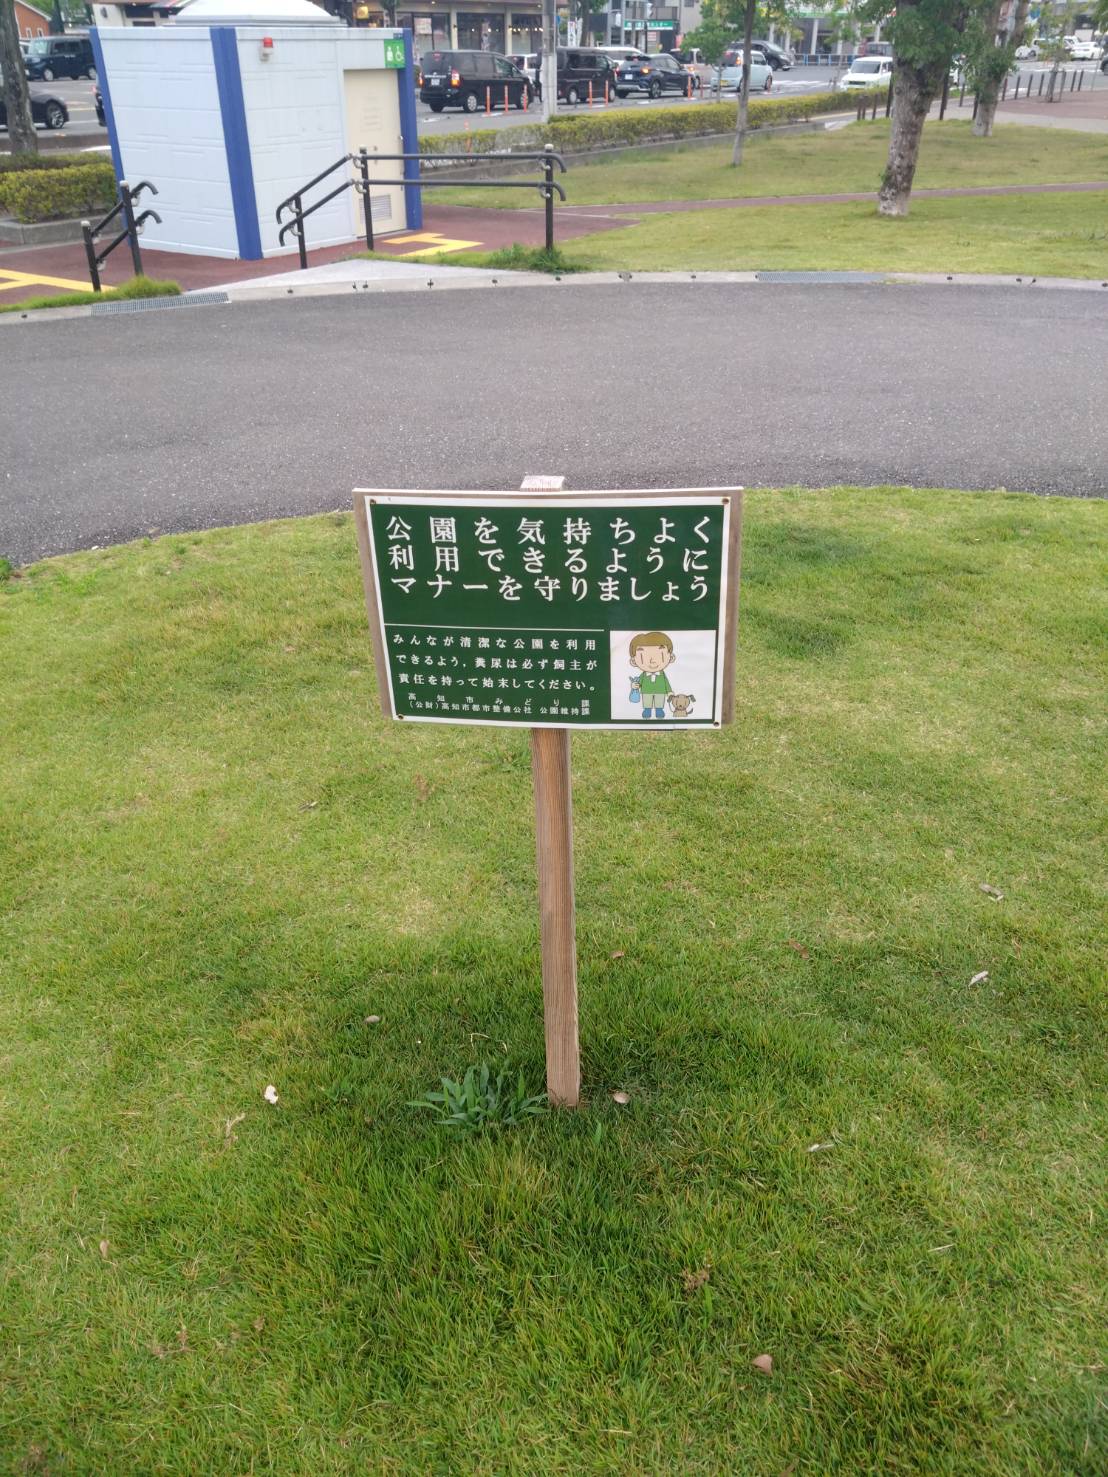 公園を気持ちよく
利用できるように
マナーを守りましょう
みんなが清潔な公園を利用
できるよう，糞尿は必ず飼主が
責任を持って始末してください。
高知市みどり課
(公財)高知市都市整備公社 公園維持課